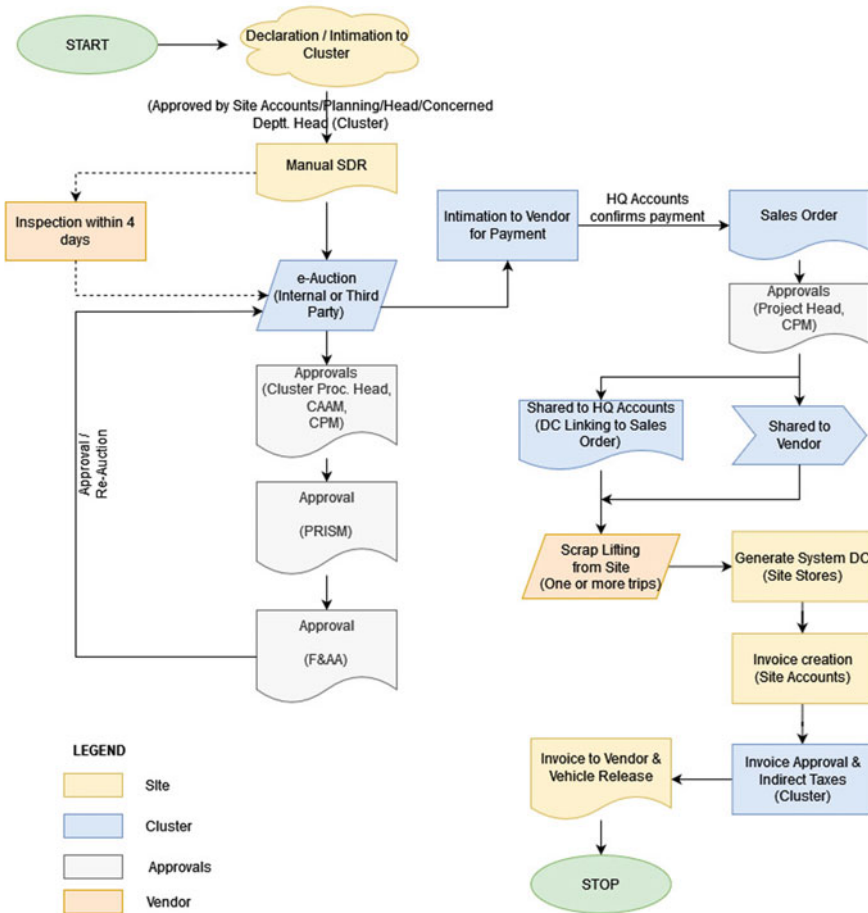 START
Declaration / Intimation to
Cluster
(Approved by Site Accounts/Planning/Head/Concerned
Deptt. Head (Cluster)
Manual SDR
Inspection within 4
days
e-Auction
(Internal or Third
Party)
Approvals
(Cluster Proc. Head,
CAAM,
CPM)
Approval
(PRISM)
Approval
(F&AA)
Approval /
Re-Auction
Intimation to Vendor
for Payment
HQ Accounts
confirms payment
Sales Order
Approvals
(Project Head,
CPM)
Shared to HQ Accounts
(DC Linking to Sales
Order)
Shared to
Vendor
Scrap Lifting
from Site
(One or more trips)
Generate System DC
(Site Stores)
Invoice creation
(Site Accounts)
Invoice Approval &
Indirect Taxes
(Cluster)
Invoice to Vendor &
Vehicle Release
STOP
LEGEND
SIte
Cluster
Approvals
Vendor